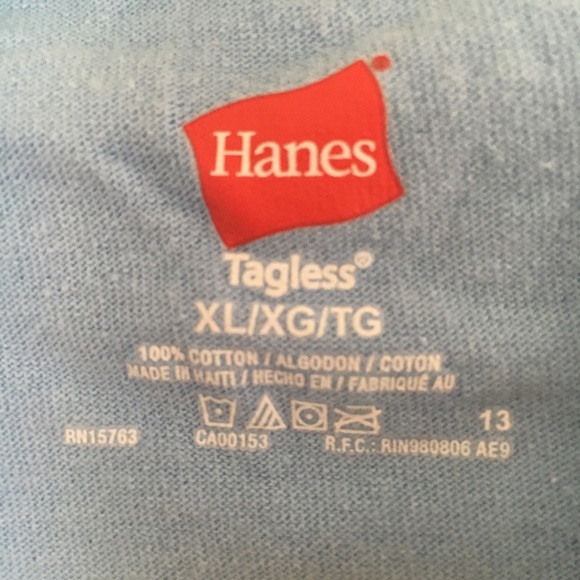 Hanes
Tagless®
XL/XG/TG
100% COTTON / ALGODON / COTON
MADE IN HAITI / HECHO EN / FABRIQUÉ AU
13
RN15763 CA00153 R.F.C.: RIN980806 AE9